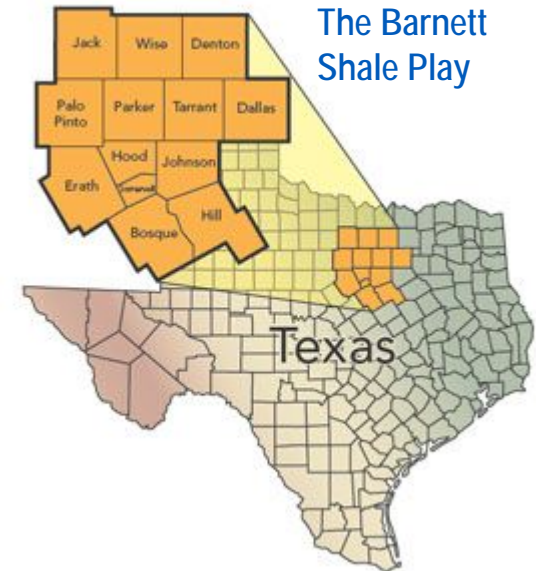 The Barnett
Shale Play
Jack Wise Denton
Palo
Pinto Parker Tarrant Dallas
Hood Johnson
Erath
Hill
Bosque
Texas